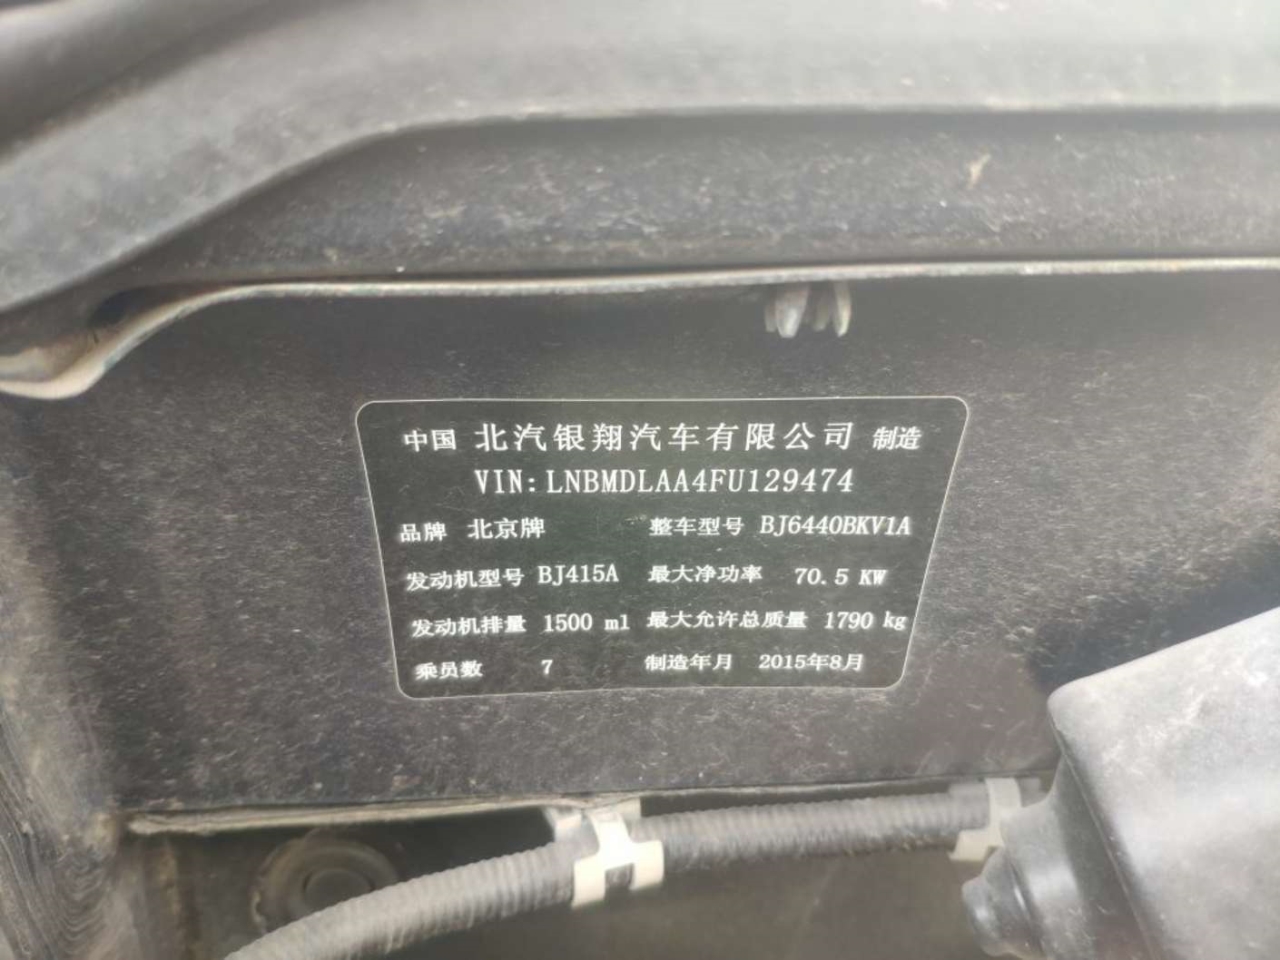 中国 北汽银翔汽车有限公司 制造
VIN:LNBMDLAA4FU129474
品牌 北京牌 整车型号 BJ6440BKV1A
发动机型号 BJ415A 最大净功率 70.5 KW
发动机排量 1500 ml 最大允许总质量 1790 kg
乘员数 7 制造年月 2015年8月